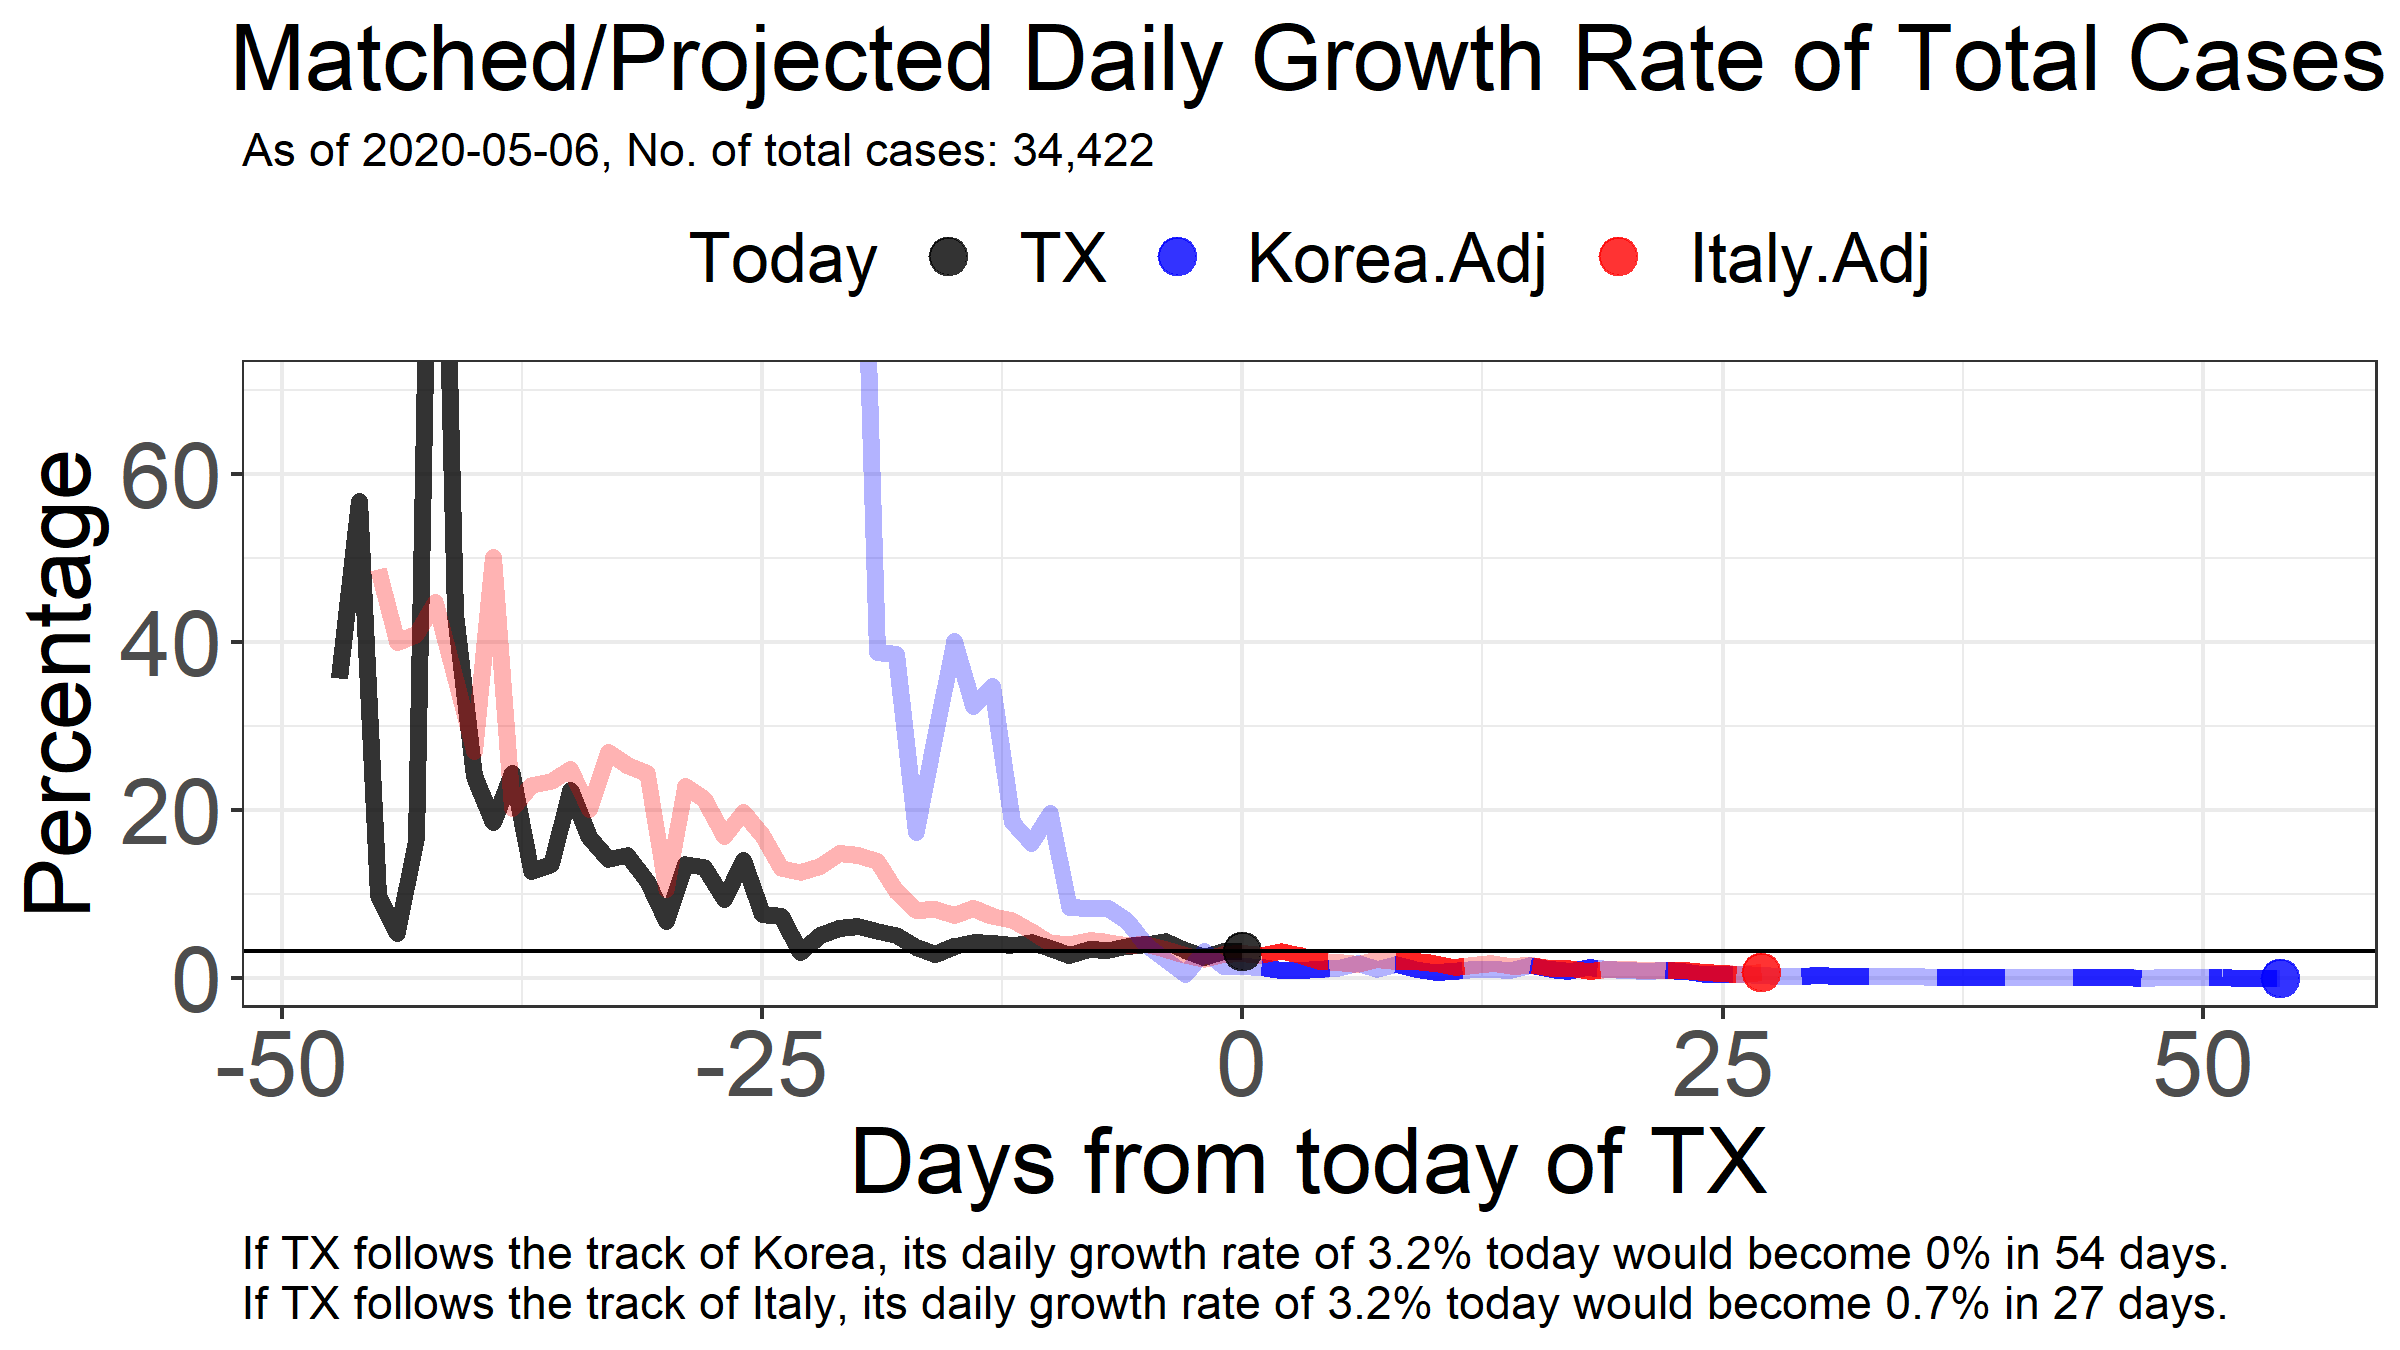 Matched/Projected Daily Growth Rate of Total Cases
As of 2020-05-06, No. of total cases: 34,422
Today TX Korea.Adj Italy.Adj
Percentage
60
40
20
0
-50 -25 0 25 50
Days from today of TX
If TX follows the track of Korea, its daily growth rate of 3.2% today would become 0% in 54 days.
If TX follows the track of Italy, its daily growth rate of 3.2% today would become 0.7% in 27 days.